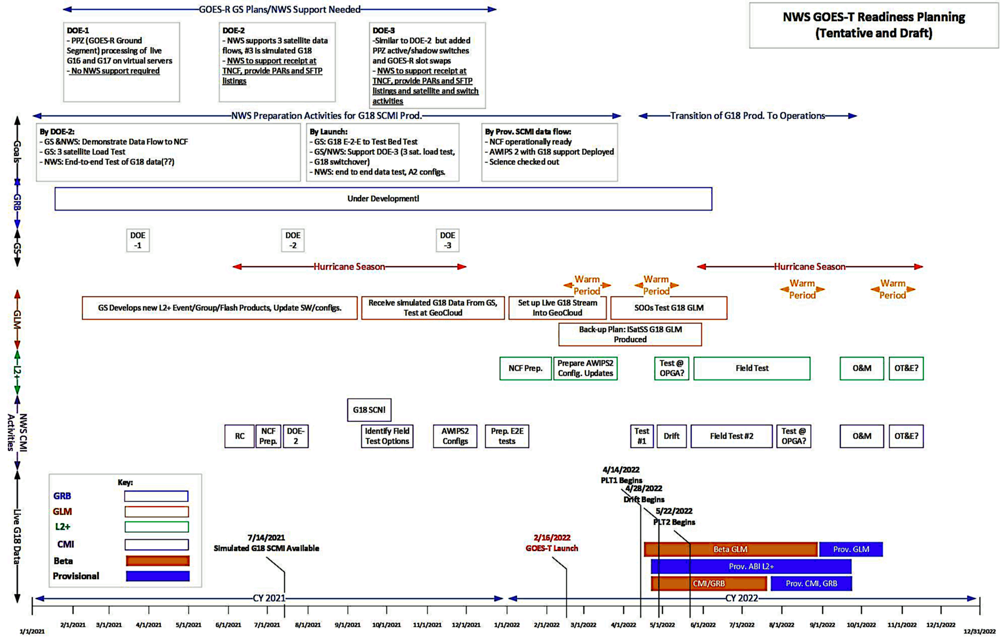 GOES-R GS Plans/NWS Support Needed
NWS GOES-T Readiness Planning
(Tentative and Draft)
DOE-1
- PPZ (GOES-R Ground
Segment) processing of live
G16 and G17 on virtual servers
- No NWS support required
DOE-2
- NWS supports 3 satellite data
flows, #3 is simulated G18
- NWS to support receipt at
TNCF, provide PARs and SFTP
listings
DOE-3
-Similar to DOE-2 but added
PPZ active/shadow switches
and GOES-R slot swaps
- NWS to support receipt at
TNCF, provide PARs and SFTP
listings and satellite and switch
activities
NWS Preparation Activities for G18 SCMI Prod.
Transition of G18 Prod. To Operations
Goals
By DOE-2:
- GS &NWS: Demonstrate Data Flow to NCF
- GS: 3 satellite Load Test
- NWS: End-to-end Test of G18 data(??)
By Launch:
- GS: G18 E-2-E to Test Bed Test
- GS/NWS: Support DOE-3 (3 sat. load test,
- G18 switchover)
- NWS: end to end data test, A2 configs.
By Prov. SCMI data flow:
- NCF operationally ready
- AWIPS 2 with G18 support Deployed
- Science checked out
GRB
Under Development!
GS
DOE
-1
DOE
-2
DOE
-3
Hurricane Season
Hurricane Season
Warm
Period
Warm
Period
Warm
Period
Warm
Period
GLM
GS Develops new L2+ Event/Group/Flash Products, Update SW/configs.
Receive simulated G18 Data From GS,
Test at GeoCloud
Set up Live G18 Stream
Into GeoCloud
SOOs Test G18 GLM
Back-up Plan: ISatSS G18 GLM
Produced
L2+
NCF Prep.
Prepare AWIPS2
Config. Updates
Test @
OPGA?
Field Test
O&M
OT&E?
NWS CMI
Activities
G18 SCN!
RC
NCF
Prep.
DOE-
2
Identify Field
Test Options
AWIPS2
Configs
Prep. E2E
tests
Test
#1
Drift
Field Test #2
Test @
OPGA?
O&M
OT&E?
Live G18 Data
Key:
GRB
GLM
L2+
CMI
Beta
Provisional
7/14/2021
Simulated G18 SCMI Available
2/16/2022
GOES-T Launch
4/14/2022
PLT1 Begins
4/28/2022
Drift Begins
5/22/2022
PLT2 Begins
Beta GLM
Prov. GLM
Prov. ABI L2+
CMI/GRB
Prov. CMI, GRB
CY 2021
CY 2022
1/1/2021
2/1/2021
3/1/2021
4/1/2021
5/1/2021
6/1/2021
7/1/2021
8/1/2021
9/1/2021
10/1/2021
11/1/2021
12/1/2021
1/1/2022
2/1/2022
3/1/2022
4/1/2022
5/1/2022
6/1/2022
7/1/2022
8/1/2022
9/1/2022
10/1/2022
11/1/2022
12/1/2022
12/31/2022